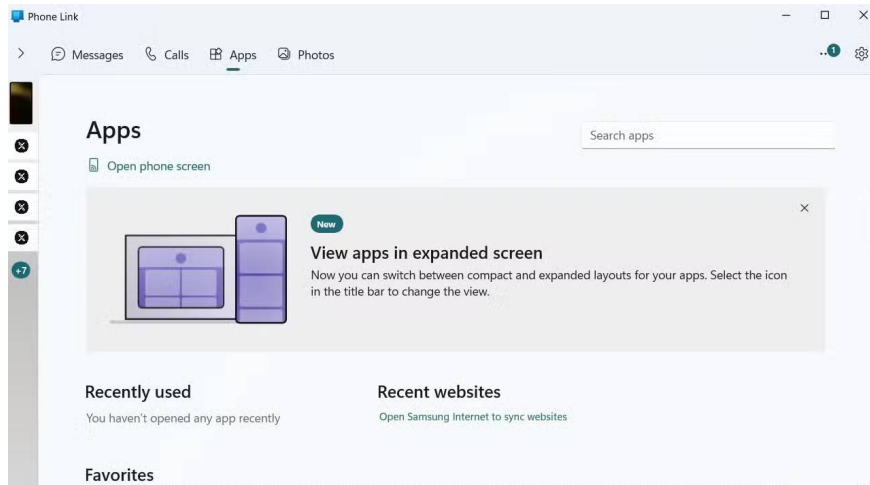 Phone Link
Messages Calls Apps Photos
1
Apps
Search apps
Open phone screen
New
View apps in expanded screen
Now you can switch between compact and expanded layouts for your apps. Select the icon
in the title bar to change the view.
+7
Recently used
Recent websites
You haven't opened any app recently
Open Samsung Internet to sync websites
Favorites